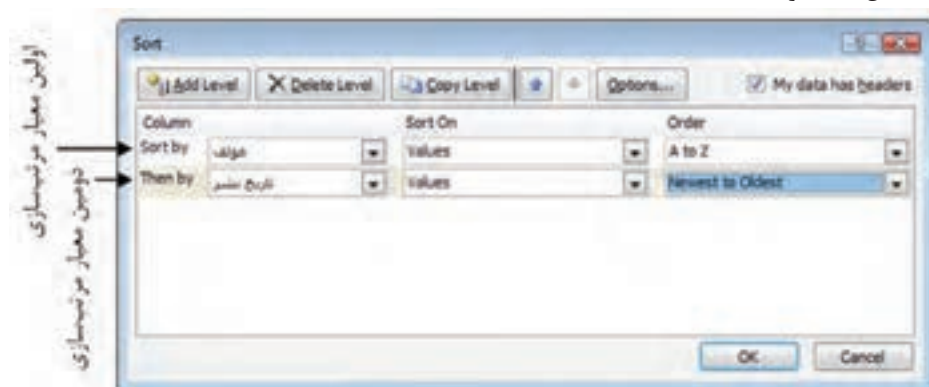 Sort
Add Level Delete Level Copy Level Options... My data has headers
Column Sort On Order
Sort by مولف Values A to Z
Then by تاریخ نشر Values Newest to Oldest
OK Cancel
اولین معیار مرتب‌سازی
دومین معیار مرتب‌سازی